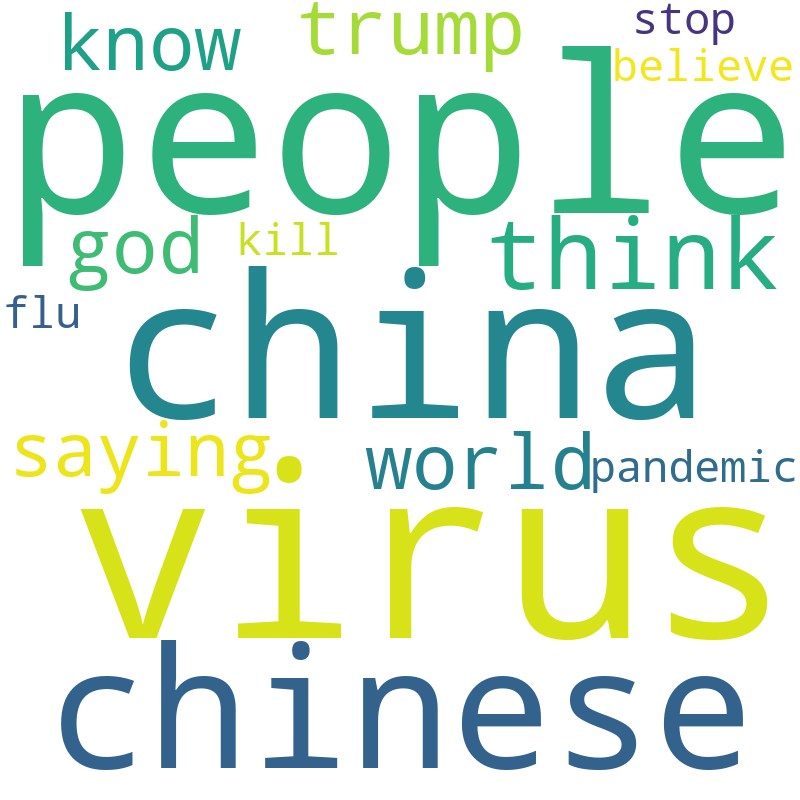 know trump stop
believe
people
god kill think
china
flu
saying world pandemic
virus
chinese